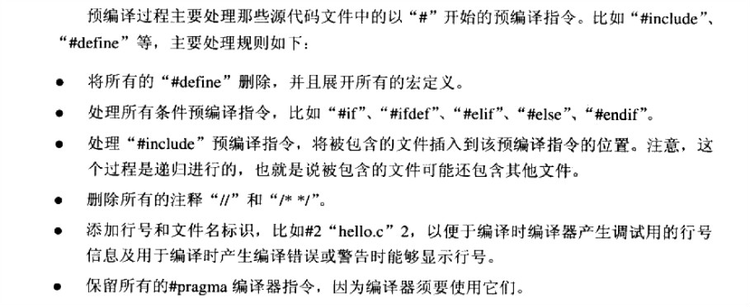 预编译过程主要处理那些源代码文件中的以“#”开始的预编译指令。比如“#include”、
“#define”等，主要处理规则如下：
● 将所有的“#define”删除，并且展开所有的宏定义。
● 处理所有条件预编译指令，比如“#if”、“#ifdef”、“#elif”、“#else”、“#endif”。
● 处理“#include”预编译指令，将被包含的文件插入到该预编译指令的位置。注意，这
个过程是递归进行的，也就是说被包含的文件可能还包含其他文件。
● 删除所有的注释“//”和“/* */”。
● 添加行号和文件名标识，比如#2“hello.c”2，以便于编译时编译器产生调试用的行号
信息及用于编译时产生编译错误或警告时能够显示行号。
● 保留所有的#pragma 编译器指令，因为编译器须要使用它们。